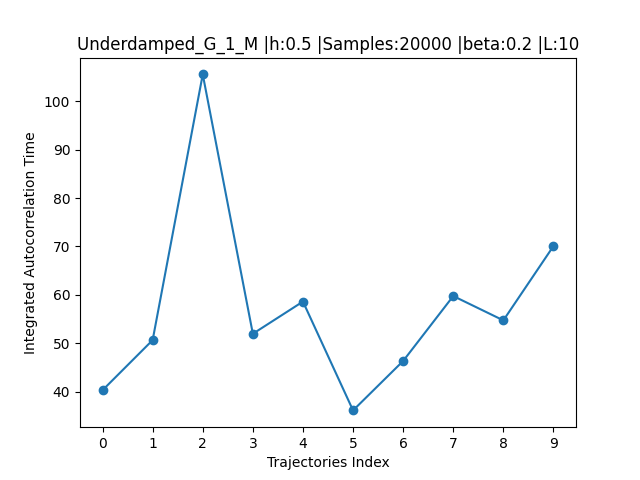 Underdamped_G_1_M |h:0.5 |Samples:20000 |beta:0.2 |L:10
Integrated Autocorrelation Time
100
90
80
70
60
50
40
0 1 2 3 4 5 6 7 8 9
Trajectories Index